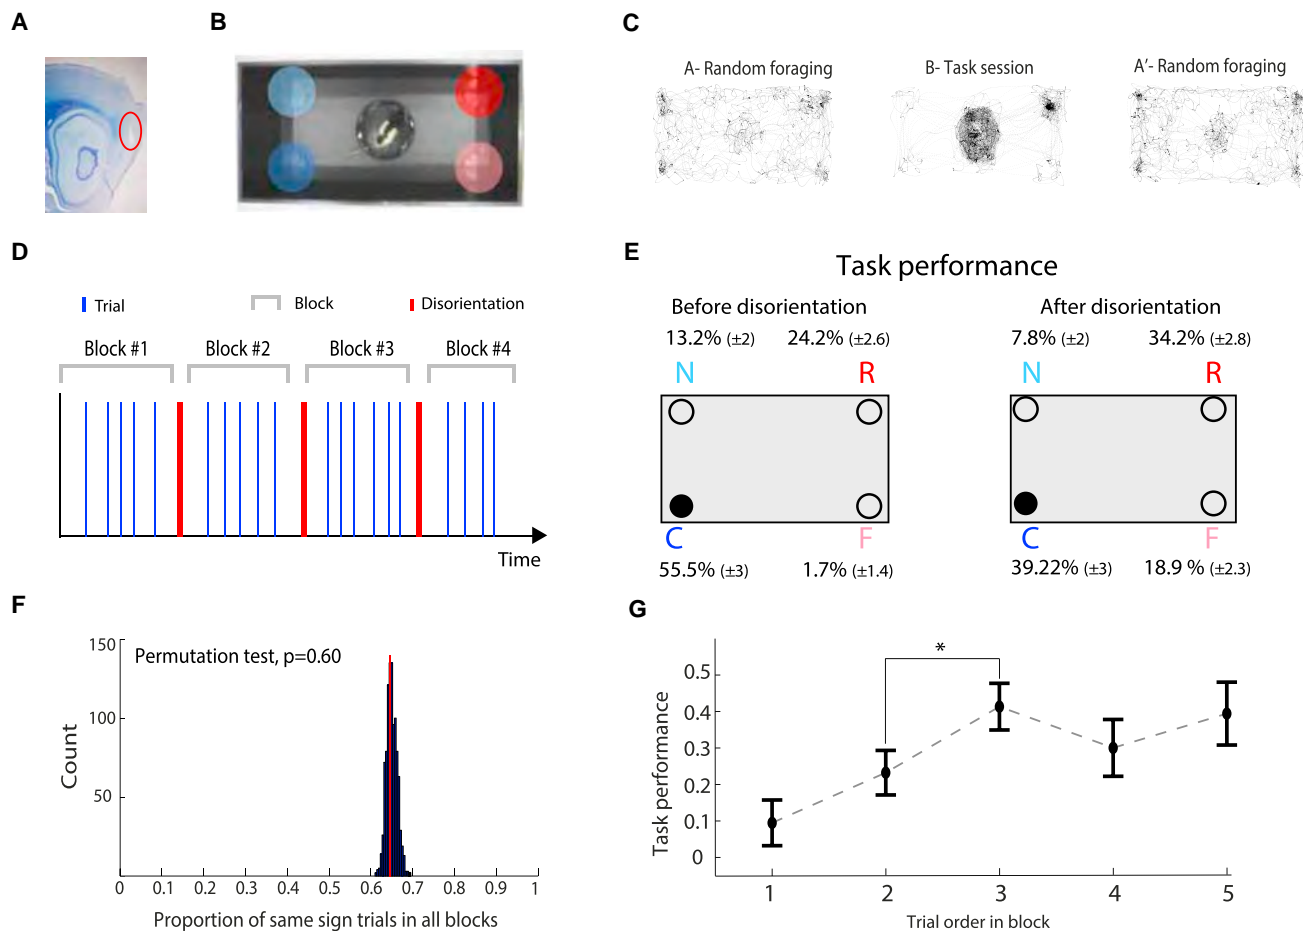 A
B
C
A- Random foraging
B- Task session
A′- Random foraging
D
Trial
Block
Disorientation
Block #1
Block #2
Block #3
Block #4
Time
E
Task performance
Before disorientation
After disorientation
13.2% (±2)
24.2% (±2.6)
7.8% (±2)
34.2% (±2.8)
N
R
N
R
C
F
C
F
55.5% (±3)
1.7% (±1.4)
39.22% (±3)
18.9 % (±2.3)
F
150
100
50
Count
Permutation test, p=0.60
0 0.1 0.2 0.3 0.4 0.5 0.6 0.7 0.8 0.9 1
Proportion of same sign trials in all blocks
G
0.5
0.4
0.3
0.2
0.1
0
Task performance
*
1 2 3 4 5
Trial order in block